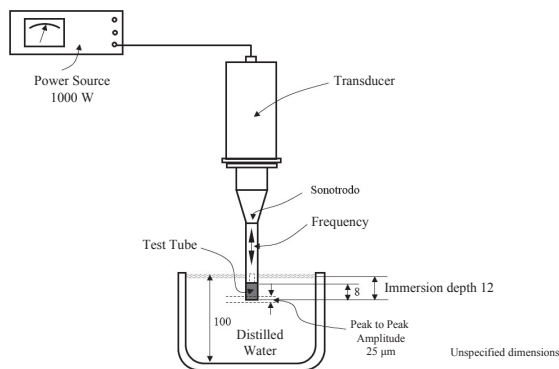 Power Source
1000 W
Transducer
Sonotrodo
Frequency
Test Tube
8
Immersion depth 12
100
Peak to Peak
Amplitude
25 μm
Distilled
Water
Unspecified dimensions